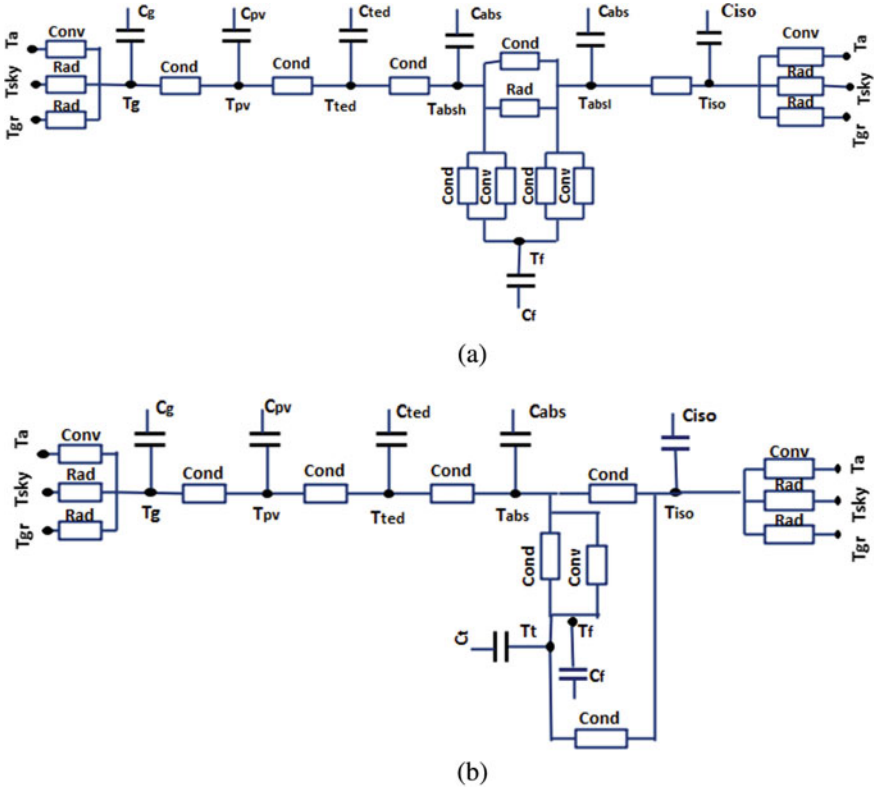 Cg Cpv Cted Cabs Cabs Ciso
Ta Conv Cond Conv Ta
Tsky Rad Cond Cond Cond Rad Tsky
Tg Tpv Tted Tabsh Rad Tabsl Tiso
Tgr Rad Rad Tgr
Cond Conv Cond Conv
Tf
Cf
(a)
Cg Cpv Cted Cabs Ciso
Ta Conv Conv Ta
Tsky Rad Cond Cond Cond Cond Rad Tsky
Tg Tpv Tted Tabs Tiso
Tgr Rad Rad Tgr
Cond Conv
Ct Tt Tf
Cf
Cond
(b)